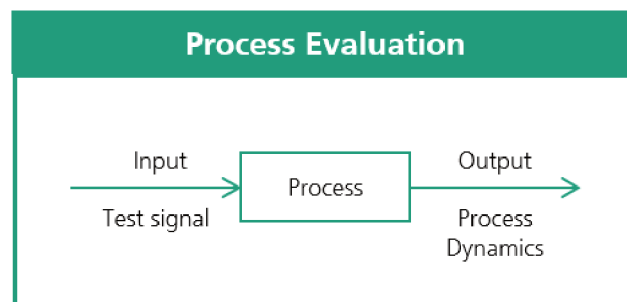 Process Evaluation
Input
Test signal
Process
Output
Process
Dynamics